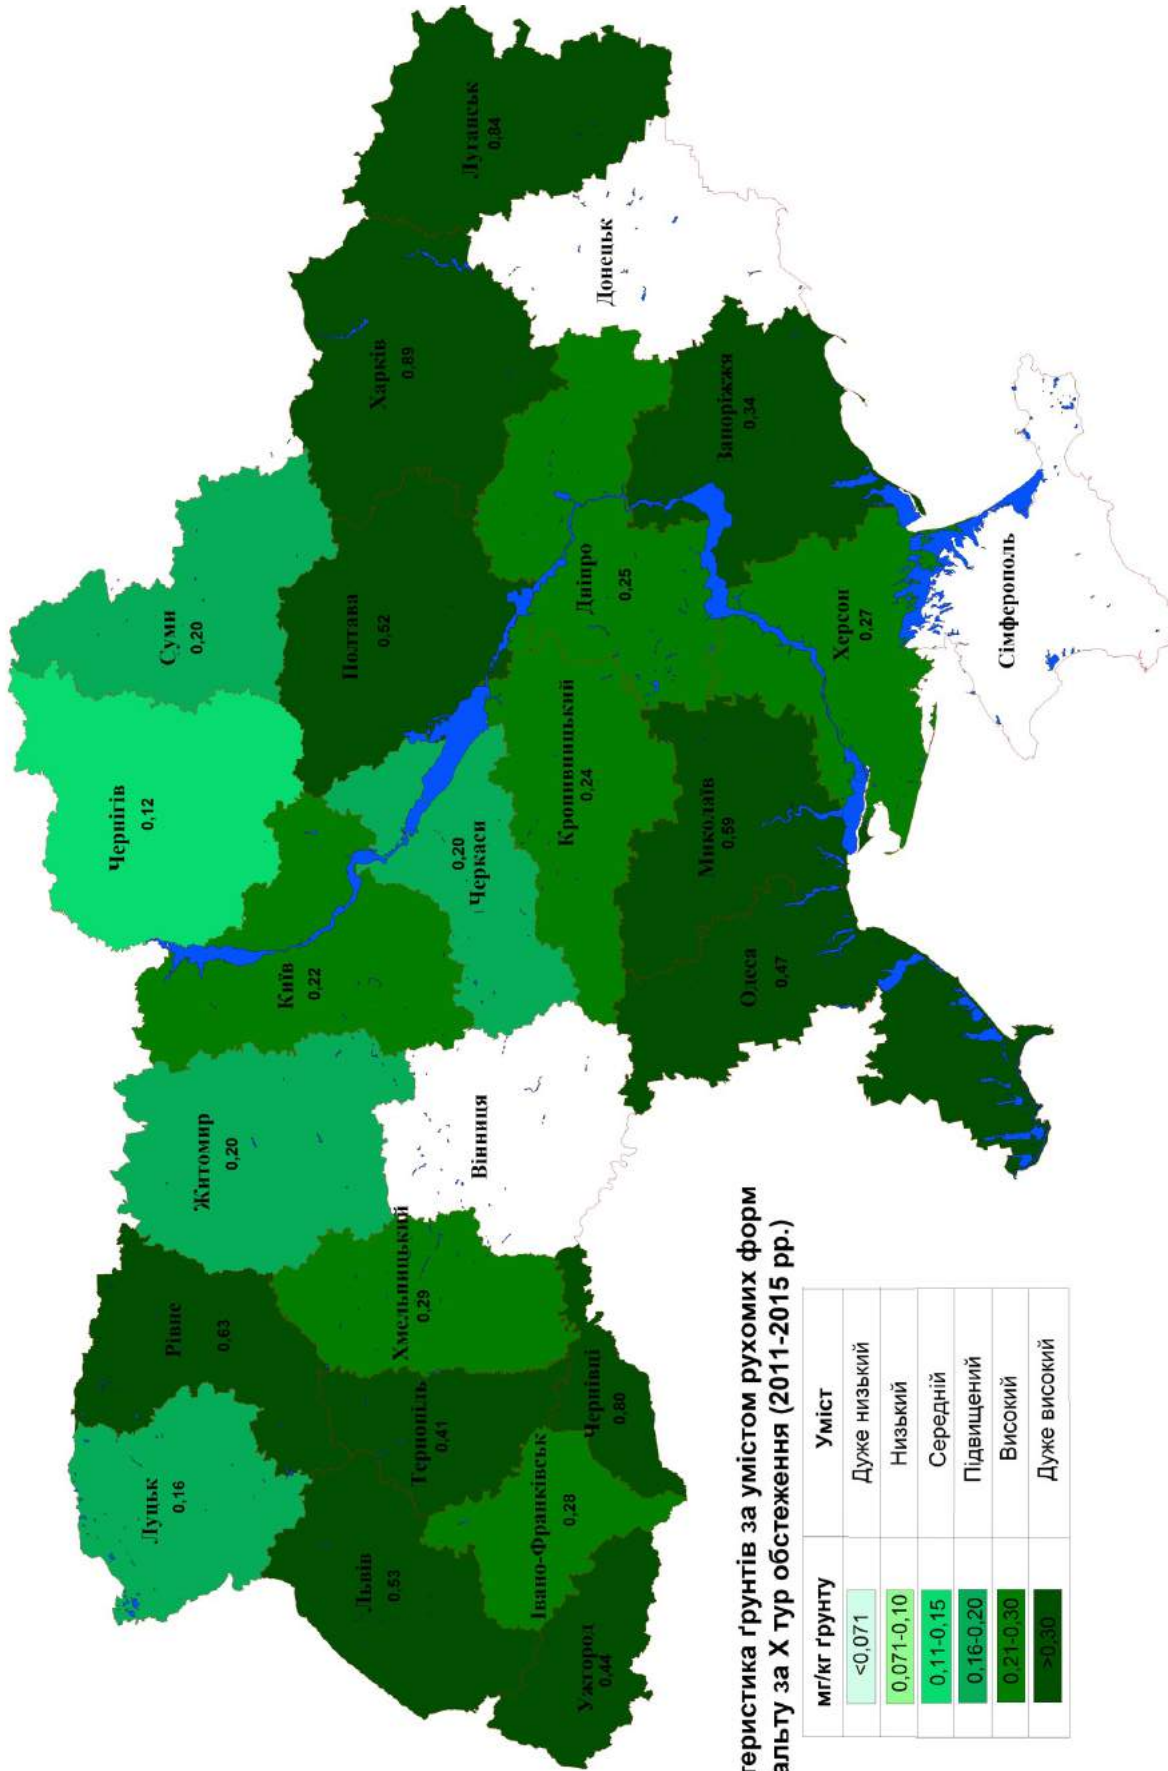 Луцьк
0,16
Рівне
0,63
Житомир
0,20
Київ
0,22
Чернігів
0,12
Суми
0,20
Львів
0,53
Тернопіль
0,41
Хмельницький
0,29
Вінниця
Черкаси
0,20
Полтава
0,52
Харків
0,89
Луганськ
0,84
Ужгород
0,44
Івано-Франківськ
0,28
Чернівці
0,80
Кропивницький
0,24
Дніпро
0,25
Донецьк
Одеса
0,47
Миколаїв
0,59
Запоріжжя
0,34
Херсон
0,27
Сімферополь
теристика ґрунтів за умістом рухомих форм
альту за X тур обстеження (2011-2015 рр.)
мг/кг ґрунту Уміст
<0,071 Дуже низький
0,071-0,10 Низький
0,11-0,15 Середній
0,16-0,20 Підвищений
0,21-0,30 Високий
>0,30 Дуже високий